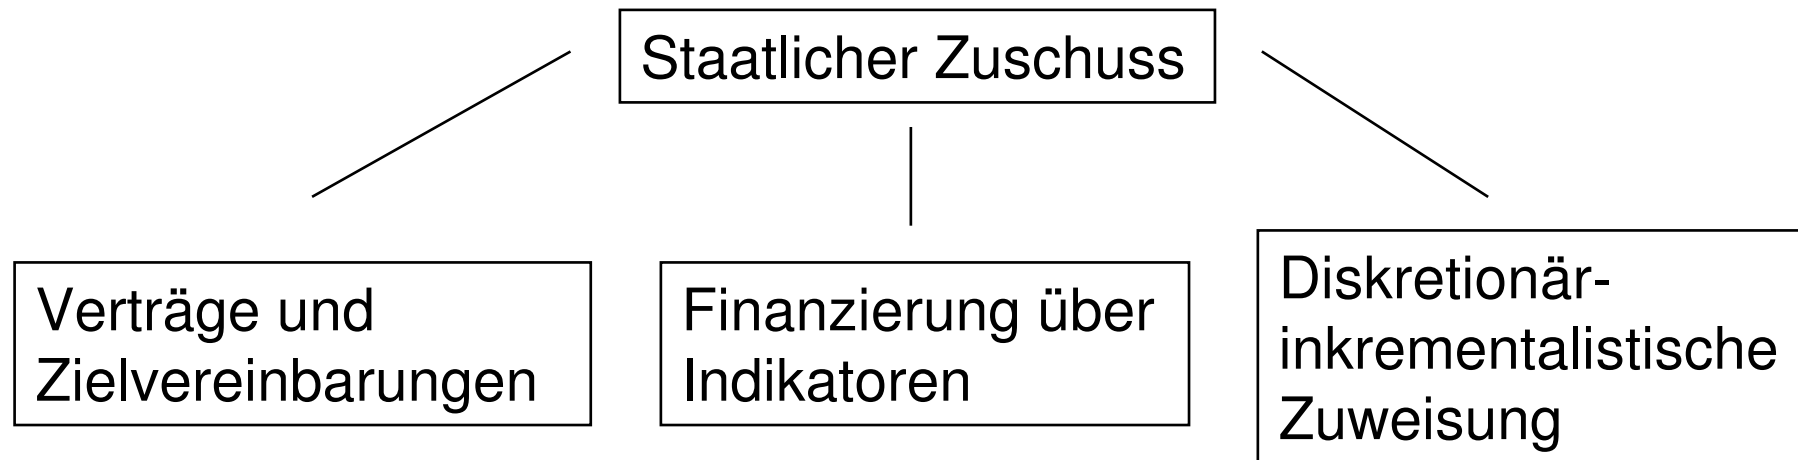 Staatlicher Zuschuss
Verträge und
Zielvereinbarungen
Finanzierung über
Indikatoren
Diskretionär-
inkrementalistische
Zuweisung